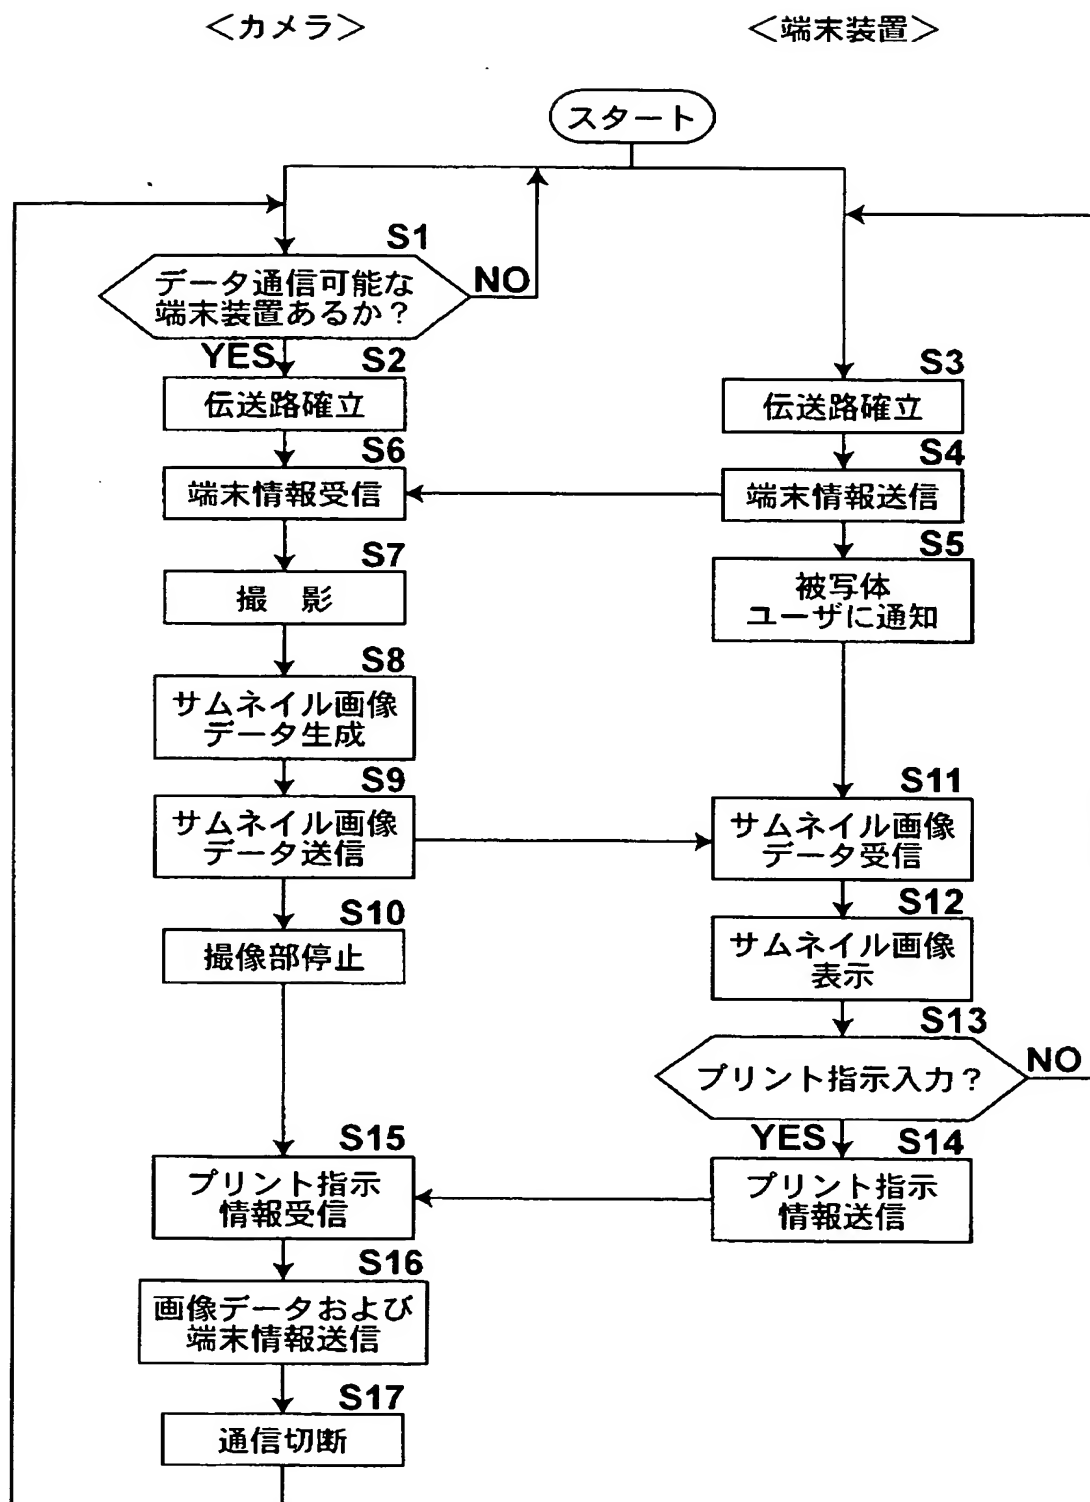 ＜カメラ＞
＜端末装置＞
スタート
S1
データ通信可能な
端末装置あるか？
NO
YES
S2
伝送路確立
S3
伝送路確立
S6
端末情報受信
S4
端末情報送信
S7
撮　影
S5
被写体
ユーザに通知
S8
サムネイル画像
データ生成
S9
サムネイル画像
データ送信
S11
サムネイル画像
データ受信
S10
撮像部停止
S12
サムネイル画像
表示
S13
プリント指示入力？
NO
YES
S15
プリント指示
情報受信
S14
プリント指示
情報送信
S16
画像データおよび
端末情報送信
S17
通信切断